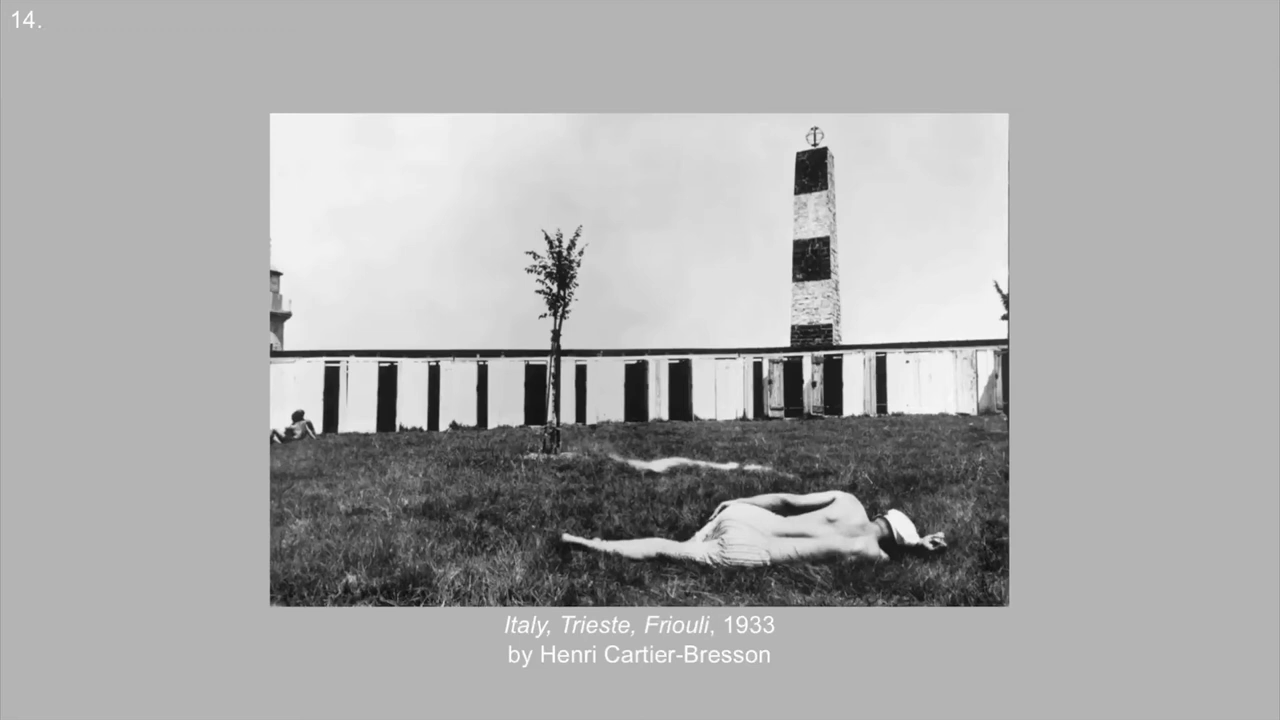 14.
Italy, Trieste, Friouli, 1933
by Henri Cartier-Bresson